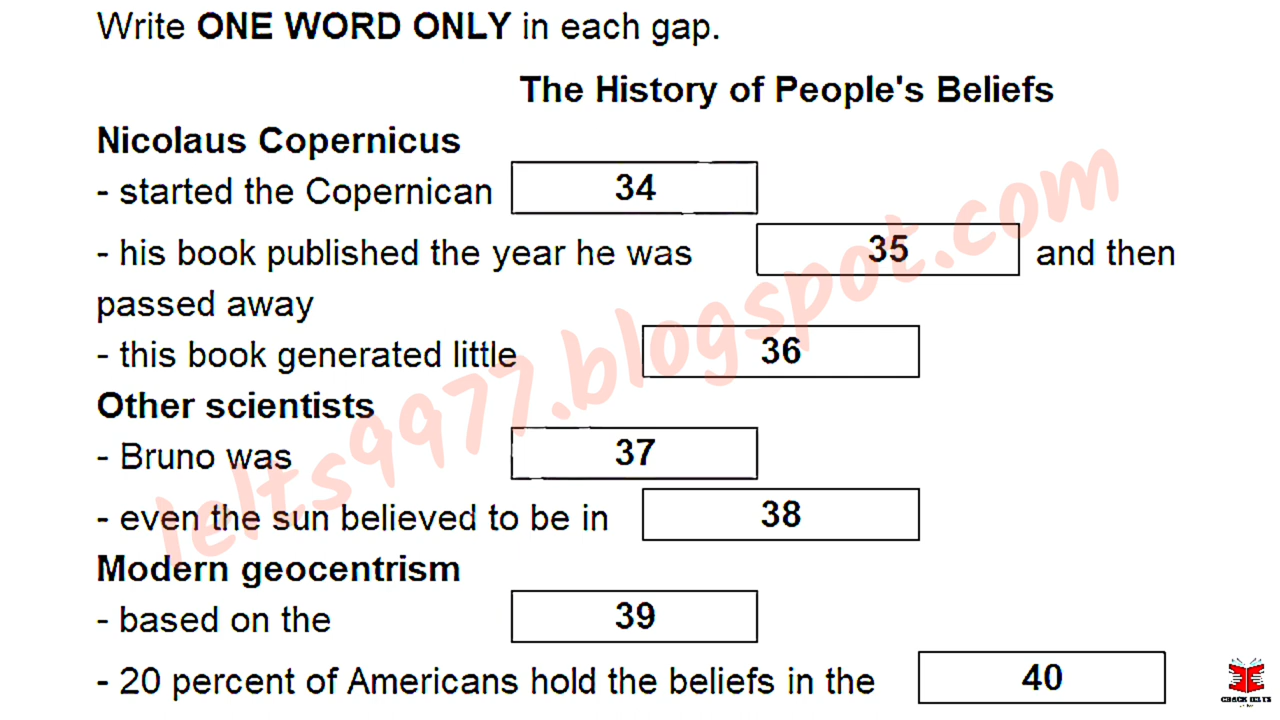 Write ONE WORD ONLY in each gap.
The History of People's Beliefs
Nicolaus Copernicus
- started the Copernican 34
- his book published the year he was 35 and then
passed away
- this book generated little 36
Other scientists
- Bruno was 37
- even the sun believed to be in 38
Modern geocentrism
- based on the 39
- 20 percent of Americans hold the beliefs in the 40
Ielts9977.blogspot.com
CRACK IELTS